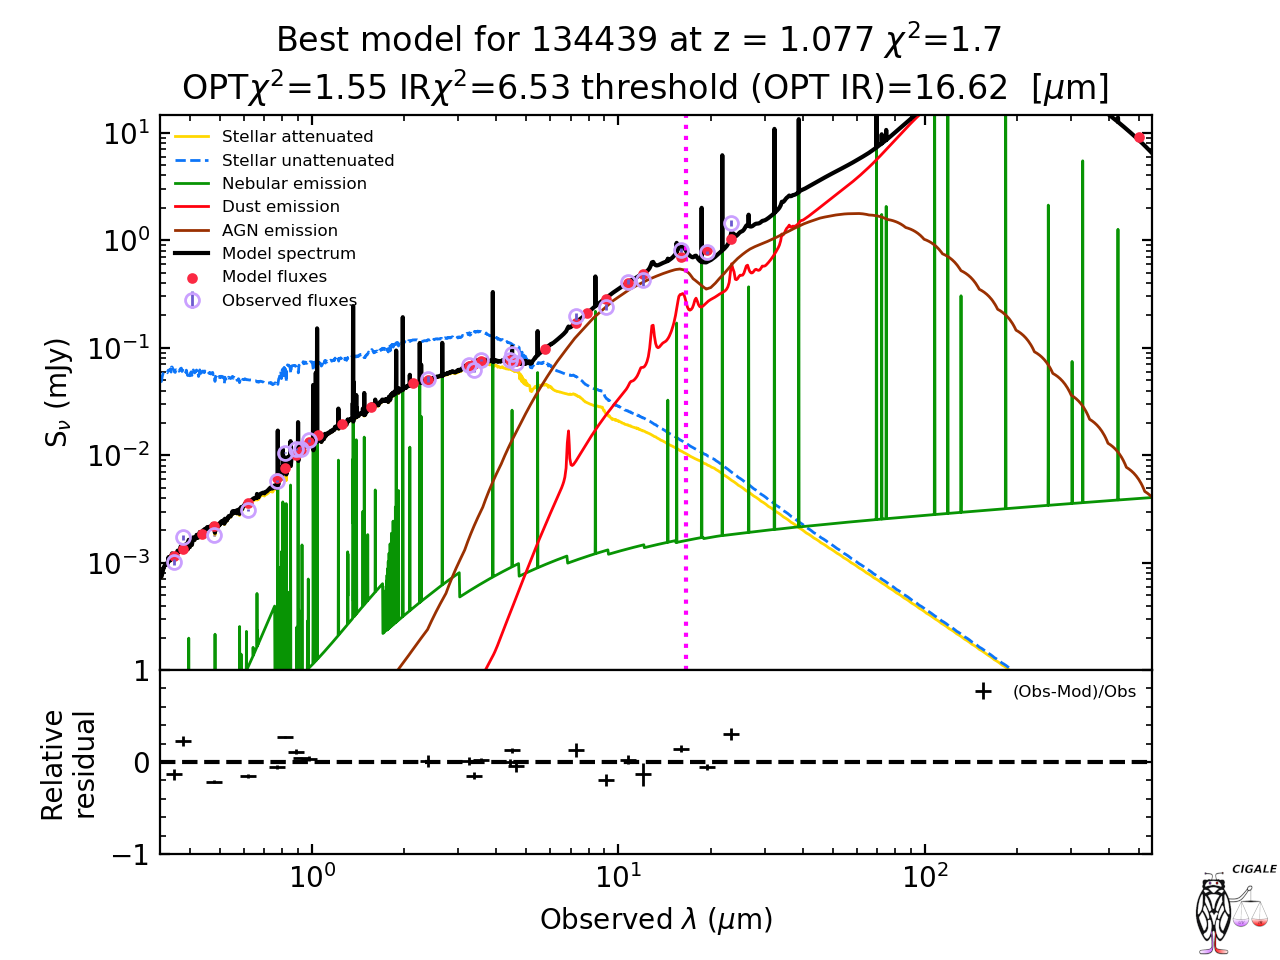 Best model for 134439 at z = 1.077 χ²=1.7
OPTχ²=1.55 IRχ²=6.53 threshold (OPT IR)=16.62 [μm]
Stellar attenuated
Stellar unattenuated
Nebular emission
Dust emission
AGN emission
Model spectrum
Model fluxes
Observed fluxes
10¹
10⁰
10⁻¹
10⁻²
10⁻³
S_ν (mJy)
1
0
−1
Relative
residual
(Obs-Mod)/Obs
10⁰ 10¹ 10²
Observed λ (μm)
CIGALE